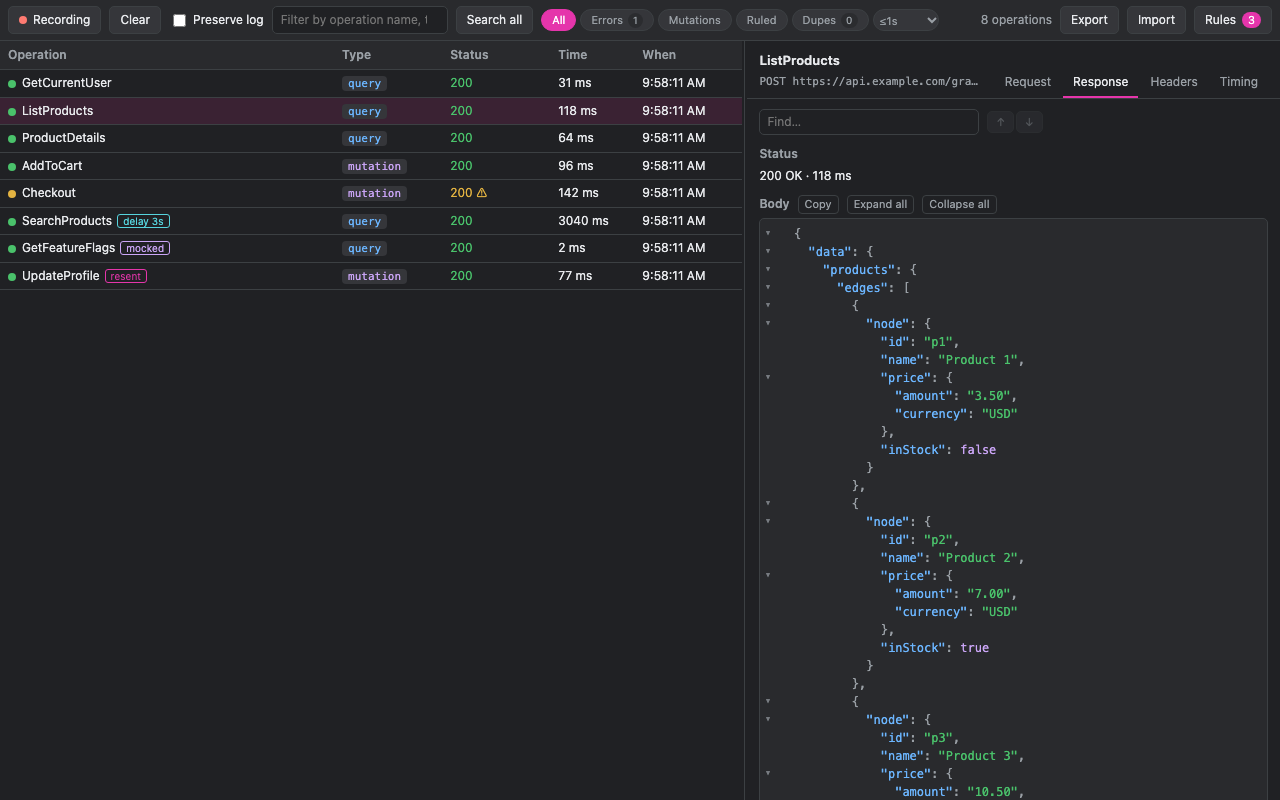 Recording Clear Preserve log Filter by operation name, t Search all All Errors 1 Mutations Ruled Dupes 0 ≤1s 8 operations Export Import Rules 3
Operation Type Status Time When
GetCurrentUser query 200 31 ms 9:58:11 AM
ListProducts query 200 118 ms 9:58:11 AM
ProductDetails query 200 64 ms 9:58:11 AM
AddToCart mutation 200 96 ms 9:58:11 AM
Checkout mutation 200 ⚠ 142 ms 9:58:11 AM
SearchProducts delay 3s query 200 3040 ms 9:58:11 AM
GetFeatureFlags mocked query 200 2 ms 9:58:11 AM
UpdateProfile resent mutation 200 77 ms 9:58:11 AM
ListProducts
POST https://api.example.com/gra… Request Response Headers Timing
Find… ↑ ↓
Status
200 OK · 118 ms
Body Copy Expand all Collapse all
{
"data": {
"products": {
"edges": [
{
"node": {
"id": "p1",
"name": "Product 1",
"price": {
"amount": "3.50",
"currency": "USD"
},
"inStock": false
}
},
{
"node": {
"id": "p2",
"name": "Product 2",
"price": {
"amount": "7.00",
"currency": "USD"
},
"inStock": true
}
},
{
"node": {
"id": "p3",
"name": "Product 3",
"price": {
"amount": "10.50",